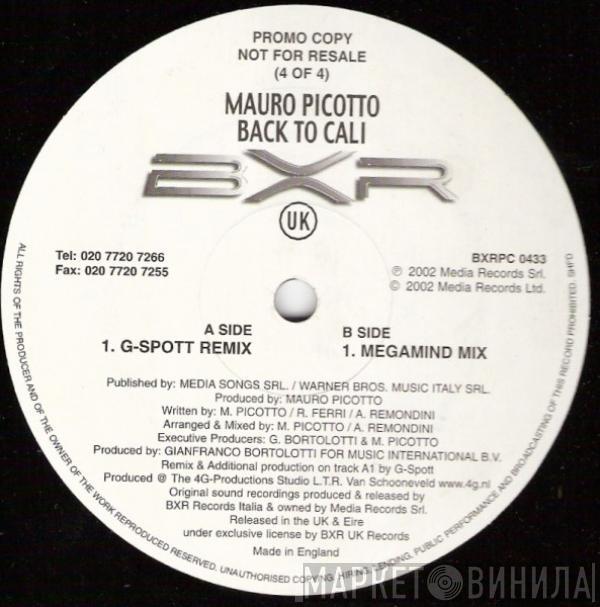 PROMO COPY
NOT FOR RESALE
(4 OF 4)
MAURO PICOTTO
BACK TO CALI
BXR
UK
Tel: 020 7720 7266
Fax: 020 7720 7255
BXRPC 0433
℗ 2002 Media Records Srl.
© 2002 Media Records Ltd.
A SIDE
1. G-SPOTT REMIX
B SIDE
1. MEGAMIND MIX
Published by: MEDIA SONGS SRL. / WARNER BROS. MUSIC ITALY SRL.
Produced by: MAURO PICOTTO
Written by: M. PICOTTO / R. FERRI / A. REMONDINI
Arranged & Mixed by: M. PICOTTO / A. REMONDINI
Executive Producers: G. BORTOLOTTI & M. PICOTTO
Produced by: GIANFRANCO BORTOLOTTI FOR MUSIC INTERNATIONAL B.V.
Remix & Additional production on track A1 by G-Spott
Produced @ The 4G-Productions Studio L.T.R. Van Schooneveld www.4g.nl
Original sound recordings produced & released by
BXR Records Italia & owned by Media Records Srl.
Released in the UK & Eire
under exclusive license by BXR UK Records
Made in England
ALL RIGHTS OF THE PRODUCER AND OF THE OWNER OF THE WORK REPRODUCED RESERVED. UNAUTHORISED COPYING, HIRING, LENDING, PUBLIC PERFORMANCE AND BROADCASTING OF THIS RECORD PROHIBITED. SHFD
МАРКЕТ ВИНИЛА